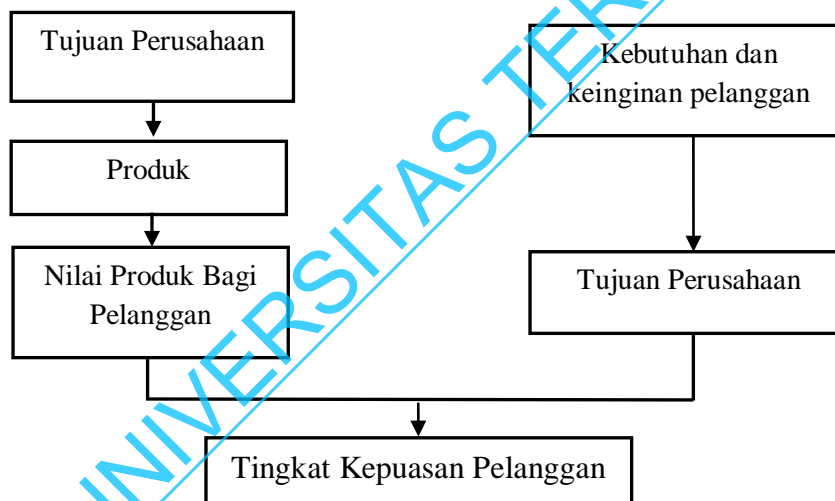 Tujuan Perusahaan
Kebutuhan dan
keinginan pelanggan
Produk
Nilai Produk Bagi
Pelanggan
Tujuan Perusahaan
Tingkat Kepuasan Pelanggan
UNIVERSITAS TER